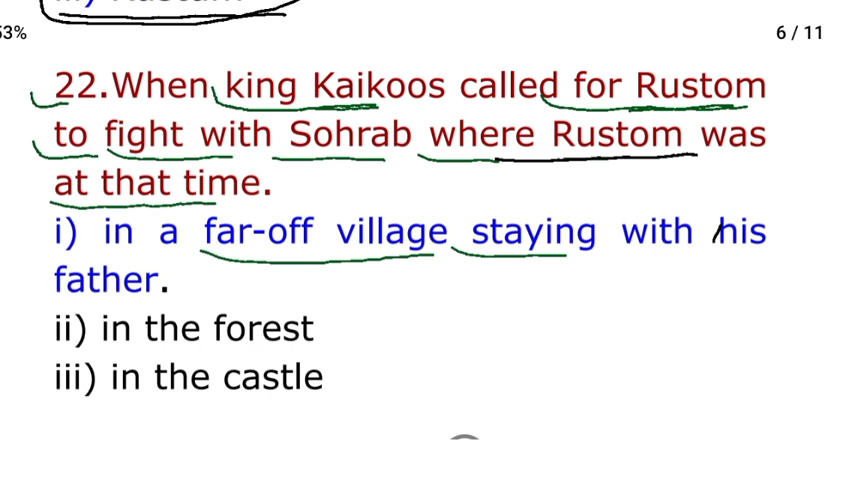 53%
6 / 11
22.When king Kaikoos called for Rustom
to fight with Sohrab where Rustom was
at that time.
i) in a far-off village staying with his
father.
ii) in the forest
iii) in the castle